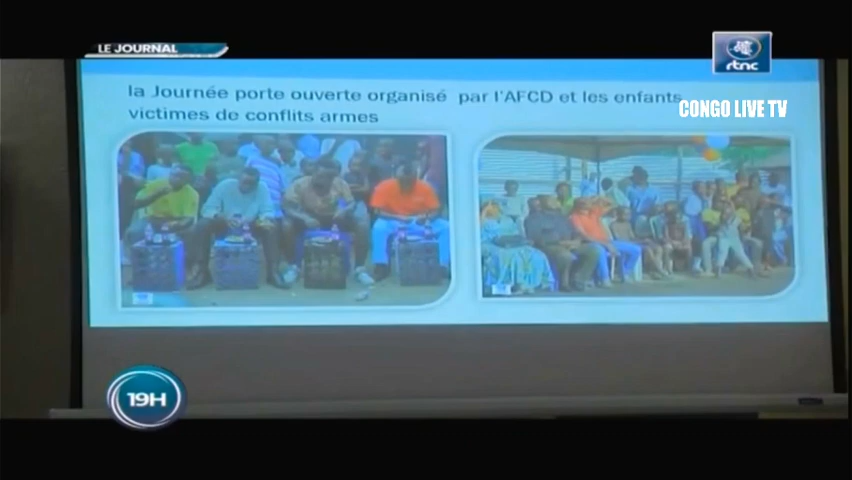 LE JOURNAL
rtnc
la Journée porte ouverte organisé par l'AFCD et les enfants
CONGO LIVE TV
victimes de conflits armes
19H